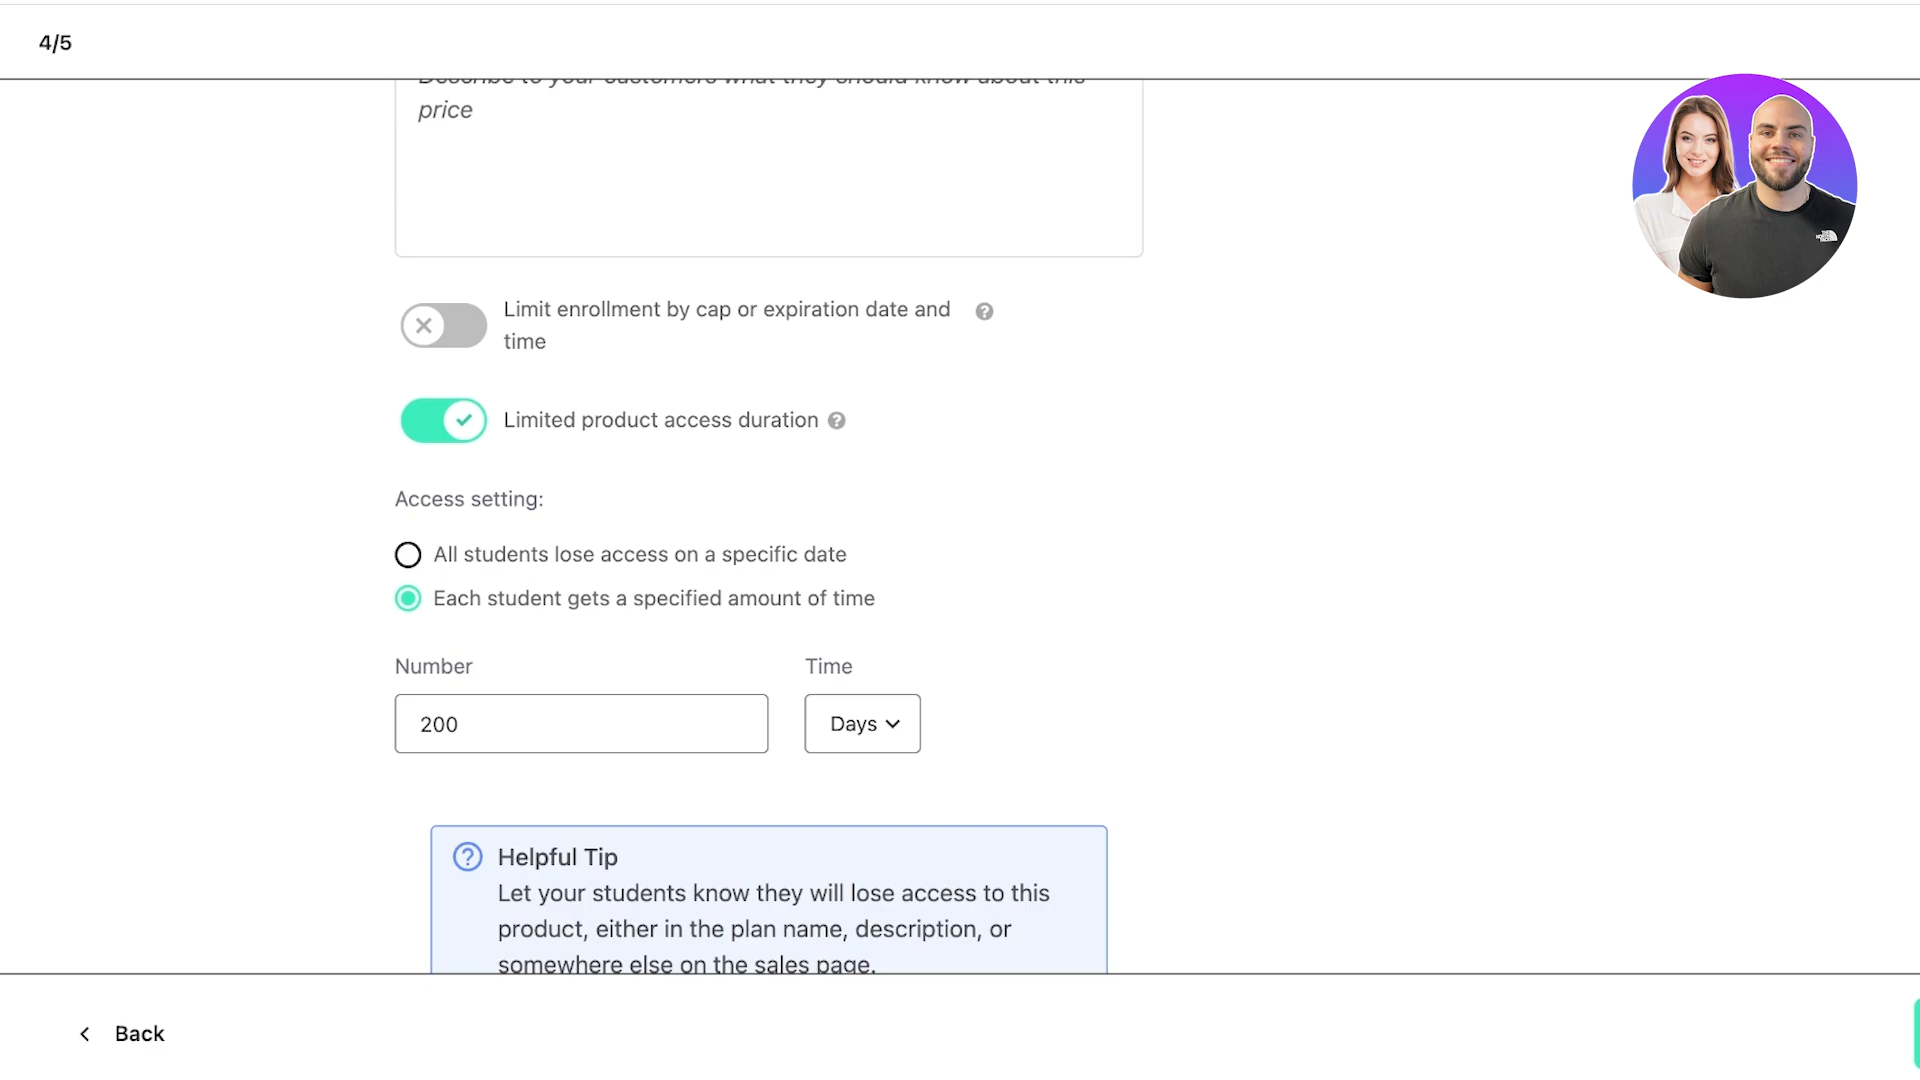 4/5
Describe to your customers what they should know about this
price
Limit enrollment by cap or expiration date and
time
Limited product access duration
Access setting:
All students lose access on a specific date
Each student gets a specified amount of time
Number
Time
200
Days
Helpful Tip
Let your students know they will lose access to this
product, either in the plan name, description, or
somewhere else on the sales page.
Back
THE NORTH FACE